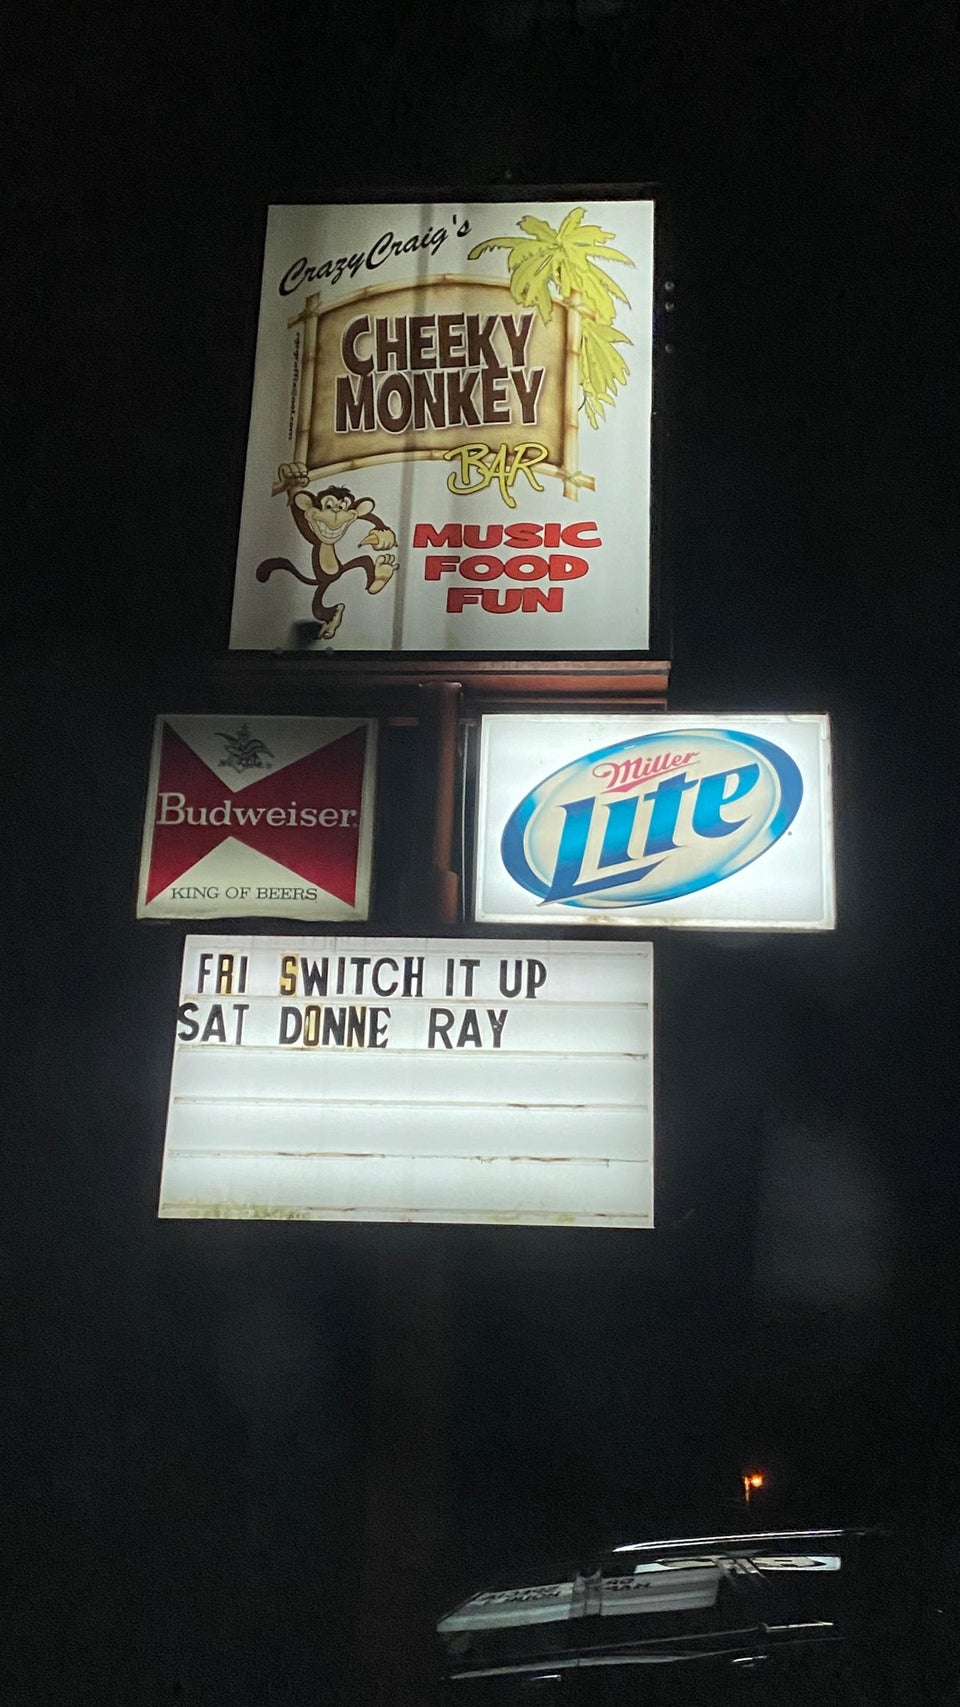 Crazy Craig's
CHEEKY
MONKEY
BAR
MUSIC
FOOD
FUN
Budweiser
KING OF BEERS
Miller
Lite
FRI SWITCH IT UP
SAT DONNE RAY